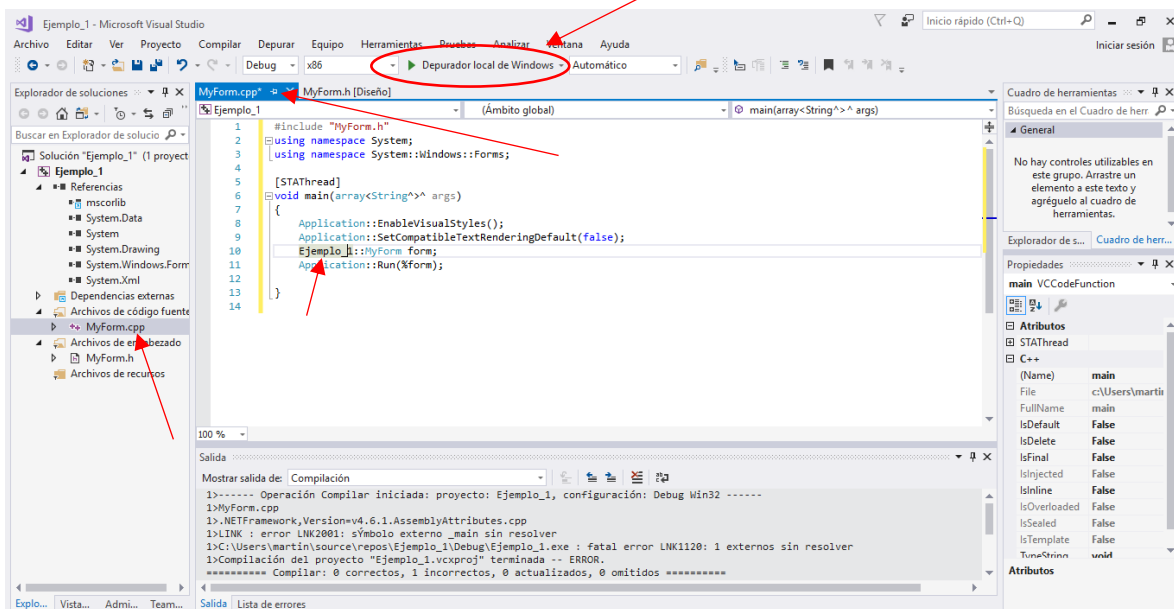 Ejemplo_1 - Microsoft Visual Studio
Inicio rápido (Ctrl+Q)
Archivo Editar Ver Proyecto Compilar Depurar Equipo Herramientas Pruebas Analizar Ventana Ayuda
Iniciar sesión
Debug x86 Depurador local de Windows Automático
Explorador de soluciones
Buscar en Explorador de solucio
Solución "Ejemplo_1" (1 proyect
Ejemplo_1
Referencias
mscorlib
System.Data
System
System.Drawing
System.Windows.Form
System.Xml
Dependencias externas
Archivos de código fuente
MyForm.cpp
Archivos de encabezado
MyForm.h
Archivos de recursos
Explo... Vista... Admi... Team...
MyForm.cpp* MyForm.h [Diseño]
Ejemplo_1 (Ámbito global) main(array<String^>^ args)
1 #include "MyForm.h"
2 using namespace System;
3 using namespace System::Windows::Forms;
4
5 [STAThread]
6 void main(array<String^>^ args)
7 {
8 Application::EnableVisualStyles();
9 Application::SetCompatibleTextRenderingDefault(false);
10 Ejemplo_1::MyForm form;
11 Application::Run(%form);
12
13 }
14
100 %
Salida
Mostrar salida de: Compilación
1>------ Operación Compilar iniciada: proyecto: Ejemplo_1, configuración: Debug Win32 ------
1>MyForm.cpp
1>.NETFramework,Version=v4.6.1.AssemblyAttributes.cpp
1>LINK : error LNK2001: sÝmbolo externo _main sin resolver
1>C:\Users\martin\source\repos\Ejemplo_1\Debug\Ejemplo_1.exe : fatal error LNK1120: 1 externos sin resolver
1>Compilación del proyecto "Ejemplo_1.vcxproj" terminada -- ERROR.
========== Compilar: 0 correctos, 1 incorrectos, 0 actualizados, 0 omitidos ==========
Salida Lista de errores
Cuadro de herramientas
Búsqueda en el Cuadro de herr
General
No hay controles utilizables en
este grupo. Arrastre un
elemento a este texto y
agréguelo al cuadro de
herramientas.
Explorador de s... Cuadro de herr...
Propiedades
main VCCodeFunction
Atributos
STAThread
C++
(Name) main
File c:\Users\martin
FullName main
IsDefault False
IsDelete False
IsFinal False
IsInjected False
IsInline False
IsOverloaded False
IsSealed False
IsTemplate False
TypeString void
Atributos